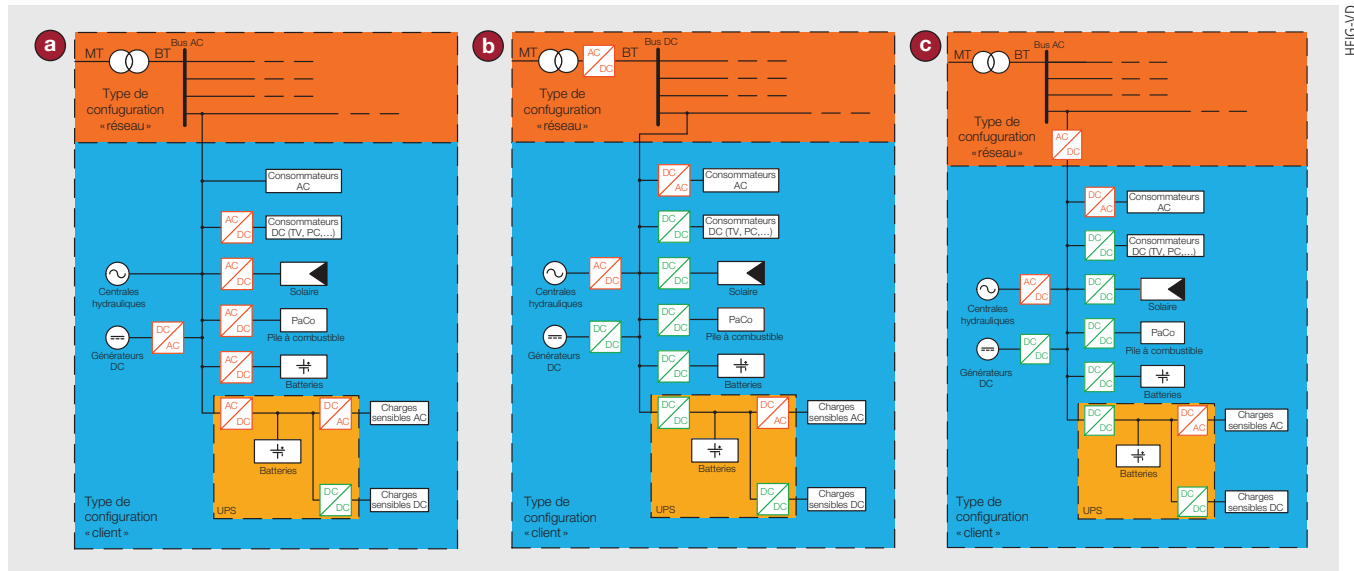 HEIG-VD
a
MT
BT
Bus AC
Type de
confuguration
«réseau»
Consommateurs
AC
AC
DC
Consommateurs
DC (TV, PC,…)
Centrales
hydrauliques
AC
DC
Solaire
Générateurs
DC
DC
AC
AC
DC
PaCo
Pile à combustible
AC
DC
Batteries
AC
DC
DC
AC
Charges
sensibles AC
Batteries
DC
DC
Charges
sensibles DC
UPS
Type de
configuration
«client»
b
MT
AC
DC
BT
Bus DC
Type de
confuguration
«réseau»
DC
AC
Consommateurs
AC
DC
DC
Consommateurs
DC (TV, PC,…)
Centrales
hydrauliques
AC
DC
DC
DC
Solaire
Générateurs
DC
DC
DC
DC
DC
PaCo
Pile à combustible
DC
DC
Batteries
DC
DC
DC
AC
Charges
sensibles AC
Batteries
DC
DC
Charges
sensibles DC
UPS
Type de
configuration
«client»
c
MT
BT
Bus AC
Type de
confuguration
«réseau»
AC
DC
DC
AC
Consommateurs
AC
DC
DC
Consommateurs
DC (TV, PC,…)
Centrales
hydrauliques
AC
DC
DC
DC
Solaire
Générateurs
DC
DC
DC
DC
DC
PaCo
Pile à combustible
DC
DC
Batteries
DC
DC
DC
AC
Charges
sensibles AC
Batteries
DC
DC
Charges
sensibles DC
UPS
Type de
configuration
«client»